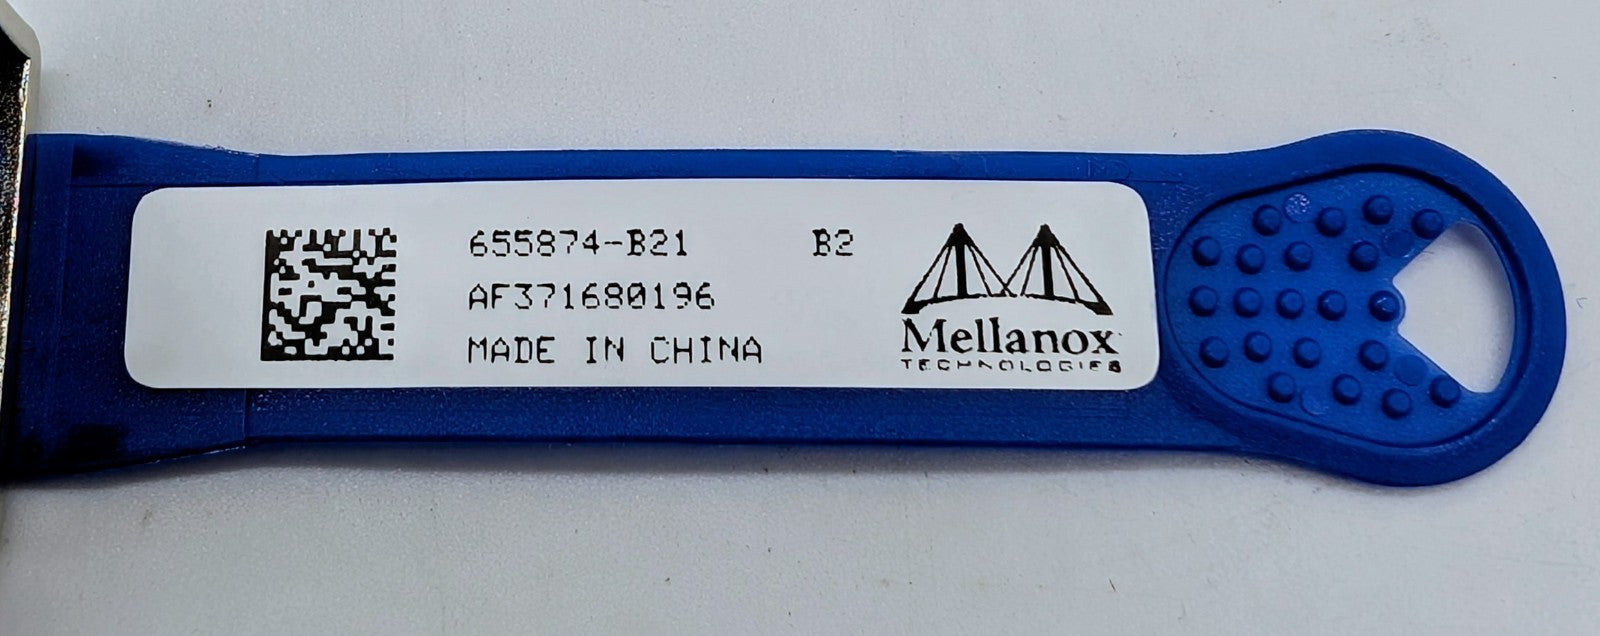 655874-B21 B2
AF371680196
MADE IN CHINA
Mellanox
TECHNOLOGIES